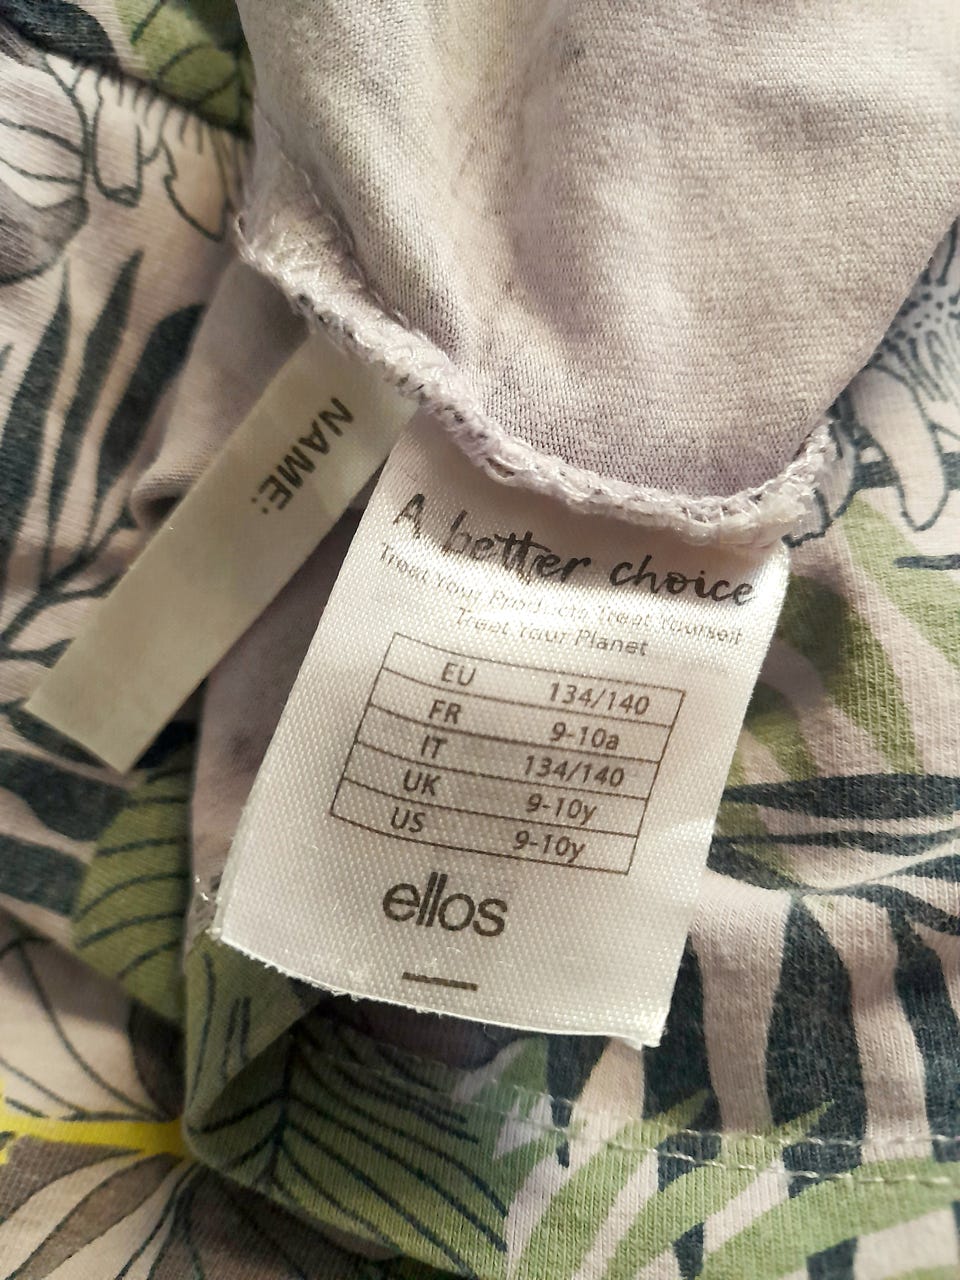 NAME:
A better choice
Treat Your Products Treat Yourself
Treat Your Planet
EU 134/140
FR 9-10a
IT 134/140
UK 9-10y
US 9-10y
ellos